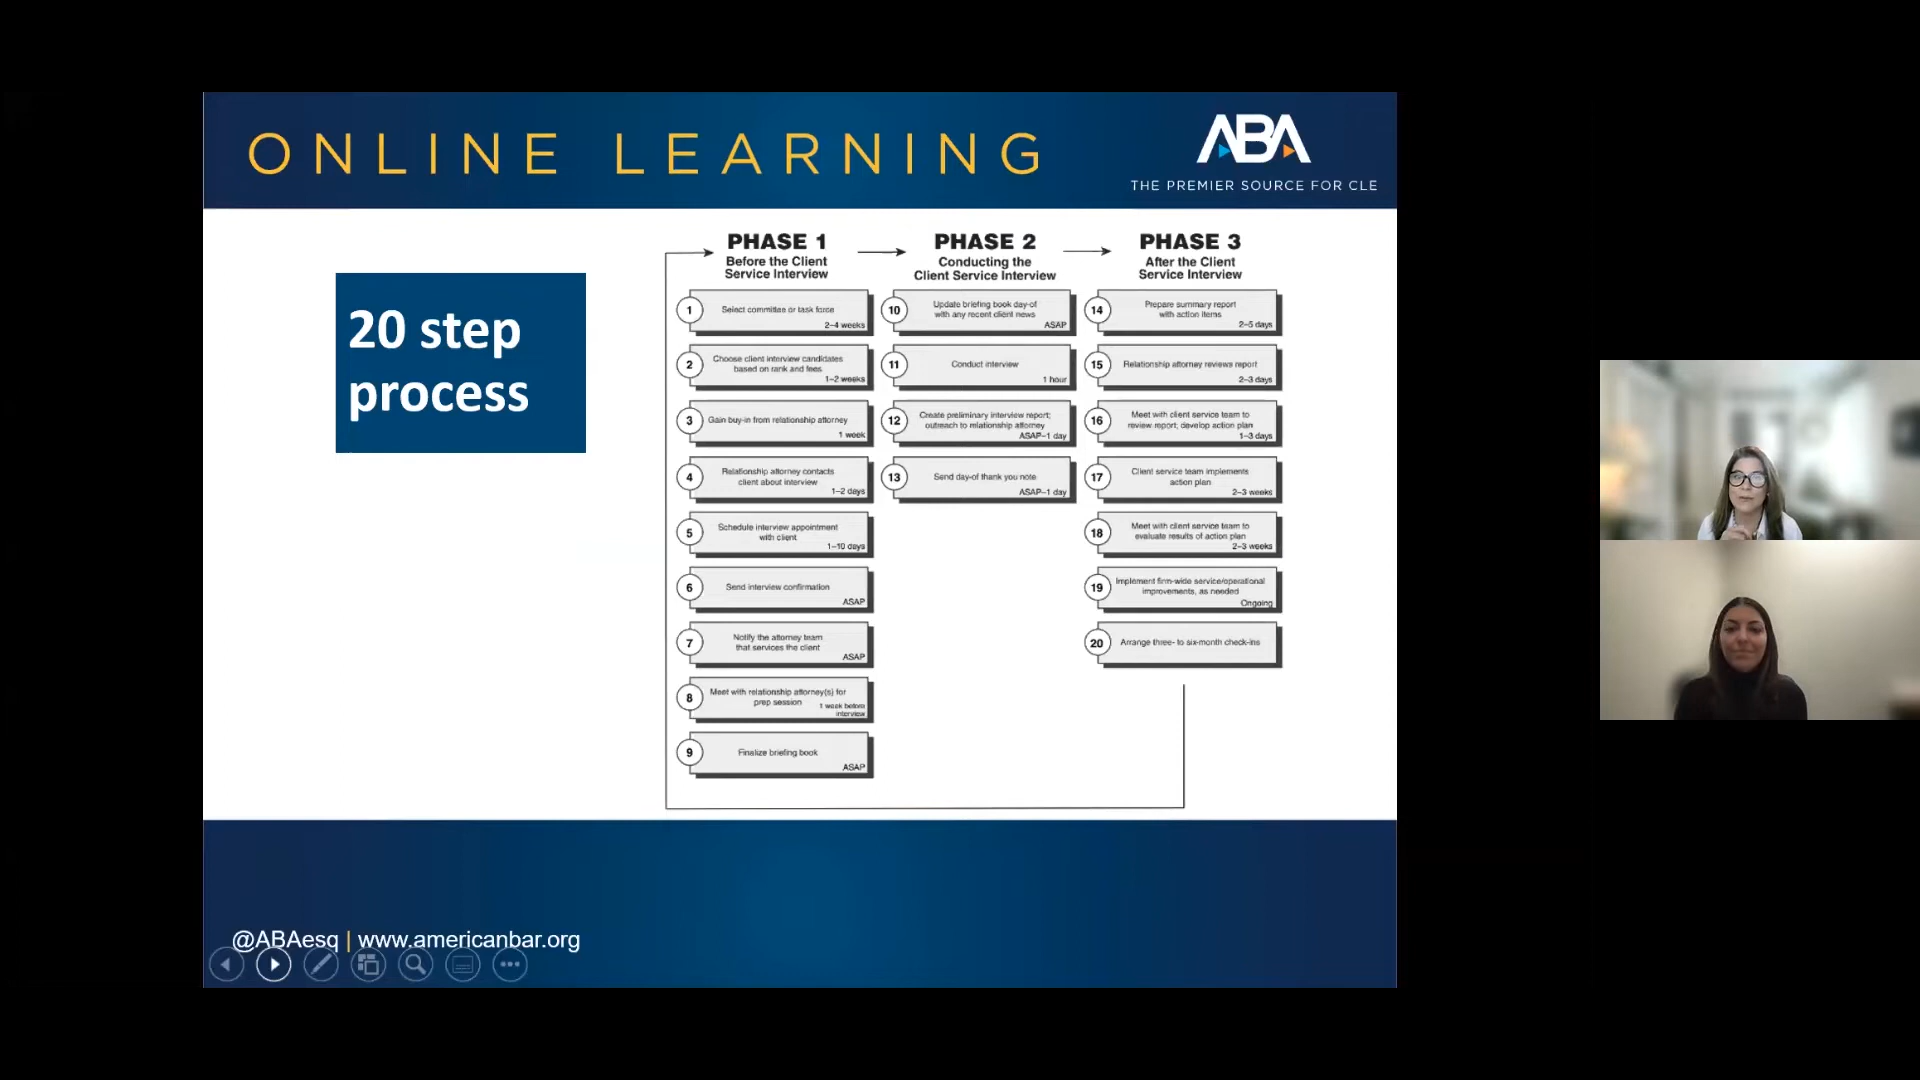 ONLINE LEARNING
ABA
THE PREMIER SOURCE FOR CLE
20 step
process
PHASE 1
Before the Client
Service Interview
1
Select committee or task force
2–4 weeks
2
Choose client interview candidates
based on rank and fees
1–2 weeks
3
Gain buy-in from relationship attorney
1 week
4
Relationship attorney contacts
client about interview
1–2 days
5
Schedule interview appointment
with client
1–10 days
6
Send interview confirmation
ASAP
7
Notify the attorney team
that services the client
ASAP
8
Meet with relationship attorney(s) for
prep session
1 week before
interview
9
Finalize briefing book
ASAP
PHASE 2
Conducting the
Client Service Interview
10
Update briefing book day-of
with any recent client news
ASAP
11
Conduct interview
1 hour
12
Create preliminary interview report;
outreach to relationship attorney
ASAP–1 day
13
Send day-of thank you note
ASAP–1 day
PHASE 3
After the Client
Service Interview
14
Prepare summary report
with action items
2–5 days
15
Relationship attorney reviews report
2–3 days
16
Meet with client service team to
review report; develop action plan
1–3 days
17
Client service team implements
action plan
2–3 weeks
18
Meet with client service team to
evaluate results of action plan
2–3 weeks
19
Implement firm-wide service/operational
improvements, as needed
Ongoing
20
Arrange three- to six-month check-ins
@ABAesq | www.americanbar.org